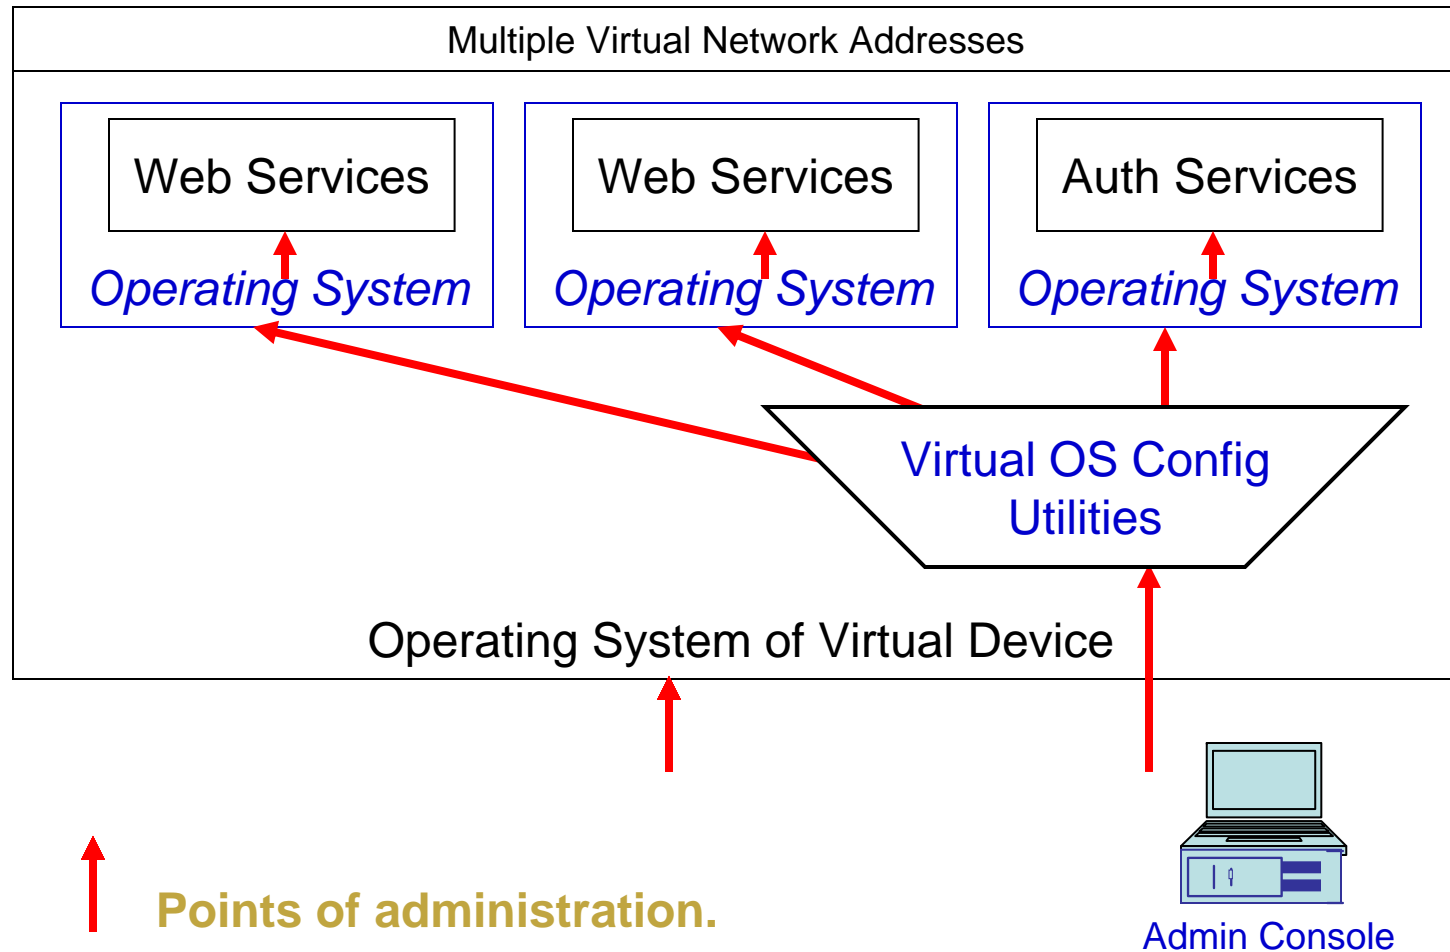 Multiple Virtual Network Addresses
Web Services
Web Services
Auth Services
Operating System
Operating System
Operating System
Virtual OS Config
Utilities
Operating System of Virtual Device
Points of administration.
Admin Console